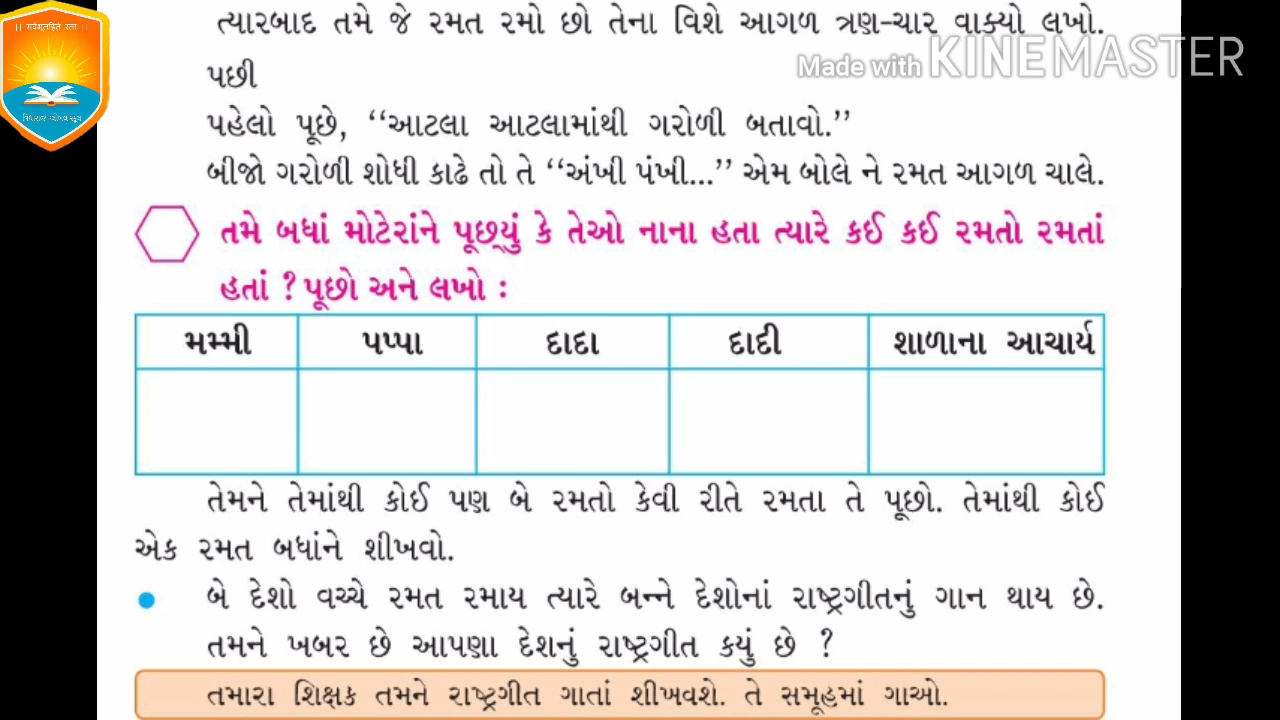 ત્યારબાદ તમે જે રમત રમો છો તેના વિશે આગળ ત્રણ-ચાર વાક્યો લખો.
Made with KINEMASTER
પછી
પહેલો પૂછે, ‘‘આટલા આટલામાંથી ગરોળી બતાવો.’’
બીજો ગરોળી શોધી કાઢે તો તે ‘‘અંખી પંખી...’’ એમ બોલે ને રમત આગળ ચાલે.
તમે બધાં મોટેરાંને પૂછ્યું કે તેઓ નાના હતા ત્યારે કઈ કઈ રમતો રમતાં
હતાં ? પૂછો અને લખો :
મમ્મી પપ્પા દાદા દાદી શાળાના આચાર્ય
તેમને તેમાંથી કોઈ પણ બે રમતો કેવી રીતે રમતા તે પૂછો. તેમાંથી કોઈ
એક રમત બધાંને શીખવો.
● બે દેશો વચ્ચે રમત રમાય ત્યારે બન્ને દેશોનાં રાષ્ટ્રગીતનું ગાન થાય છે.
તમને ખબર છે આપણા દેશનું રાષ્ટ્રગીત કયું છે ?
તમારા શિક્ષક તમને રાષ્ટ્રગીત ગાતાં શીખવશે. તે સમૂહમાં ગાઓ.